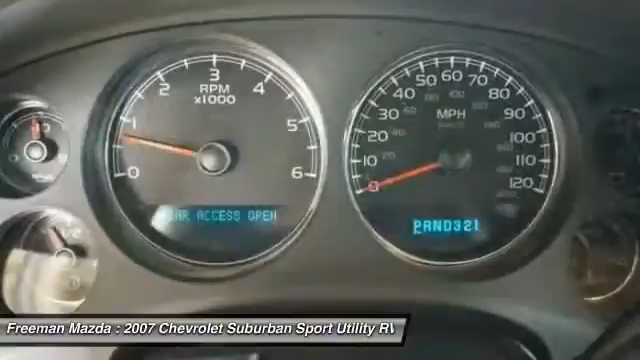 3
2
4
RPM
x1000
1
5
0
6
AR ACCESS OPEN
50 60 70
40
80
30
MPH
90
20
100
10
110
0
120
PRND321
Freeman Mazda : 2007 Chevrolet Suburban Sport Utility